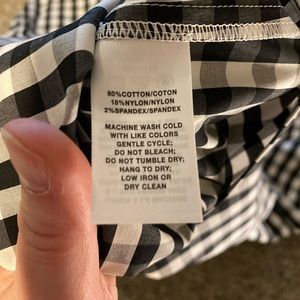 80%COTTON/COTON
18%NYLON/NYLON
2%SPANDEX/SPANDEX
MACHINE WASH COLD
WITH LIKE COLORS
GENTLE CYCLE;
DO NOT BLEACH;
DO NOT TUMBLE DRY;
HANG TO DRY;
LOW IRON OR
DRY CLEAN